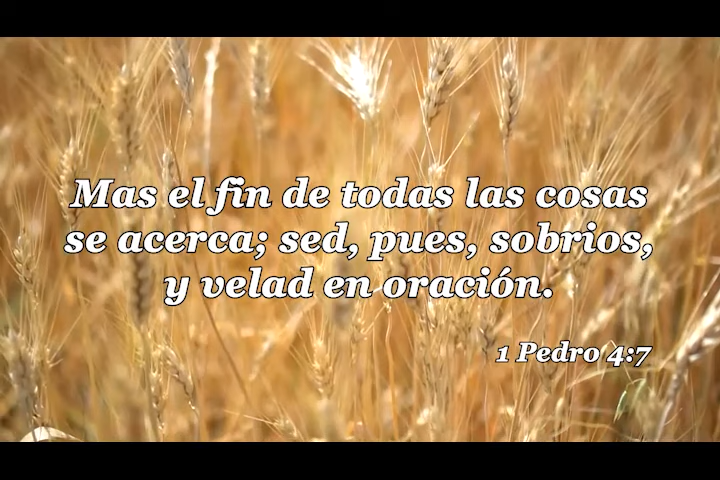 Mas el fin de todas las cosas
se acerca; sed, pues, sobrios,
y velad en oración.
1 Pedro 4:7